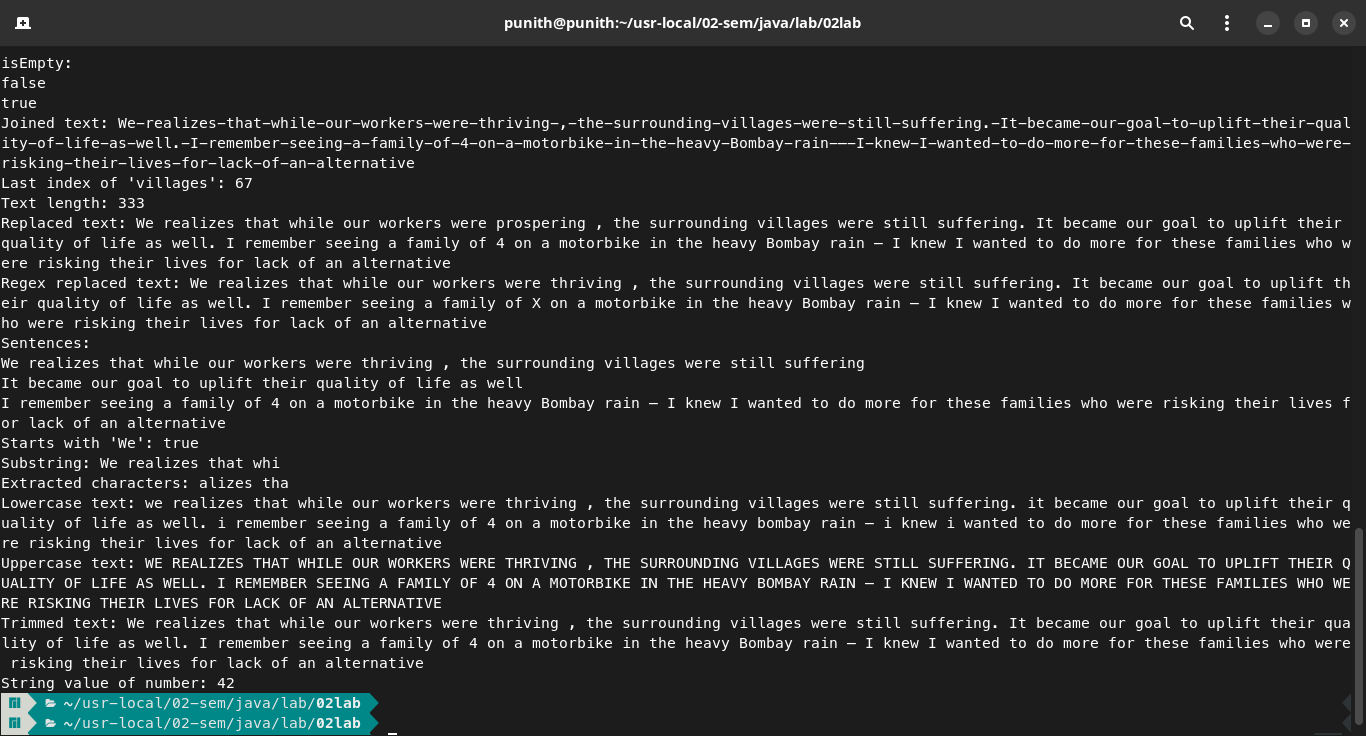 punith@punith:~/usr-local/02-sem/java/lab/02lab
isEmpty:
false
true
Joined text: We-realizes-that-while-our-workers-were-thriving-,-the-surrounding-villages-were-still-suffering.-It-became-our-goal-to-uplift-their-qual
ity-of-life-as-well.-I-remember-seeing-a-family-of-4-on-a-motorbike-in-the-heavy-Bombay-rain-–-I-knew-I-wanted-to-do-more-for-these-families-who-were-
risking-their-lives-for-lack-of-an-alternative
Last index of 'villages': 67
Text length: 333
Replaced text: We realizes that while our workers were prospering , the surrounding villages were still suffering. It became our goal to uplift their
quality of life as well. I remember seeing a family of 4 on a motorbike in the heavy Bombay rain – I knew I wanted to do more for these families who w
ere risking their lives for lack of an alternative
Regex replaced text: We realizes that while our workers were thriving , the surrounding villages were still suffering. It became our goal to uplift th
eir quality of life as well. I remember seeing a family of X on a motorbike in the heavy Bombay rain – I knew I wanted to do more for these families w
ho were risking their lives for lack of an alternative
Sentences:
We realizes that while our workers were thriving , the surrounding villages were still suffering
It became our goal to uplift their quality of life as well
I remember seeing a family of 4 on a motorbike in the heavy Bombay rain – I knew I wanted to do more for these families who were risking their lives f
or lack of an alternative
Starts with 'We': true
Substring: We realizes that whi
Extracted characters: alizes tha
Lowercase text: we realizes that while our workers were thriving , the surrounding villages were still suffering. it became our goal to uplift their q
uality of life as well. i remember seeing a family of 4 on a motorbike in the heavy bombay rain – i knew i wanted to do more for these families who we
re risking their lives for lack of an alternative
Uppercase text: WE REALIZES THAT WHILE OUR WORKERS WERE THRIVING , THE SURROUNDING VILLAGES WERE STILL SUFFERING. IT BECAME OUR GOAL TO UPLIFT THEIR Q
UALITY OF LIFE AS WELL. I REMEMBER SEEING A FAMILY OF 4 ON A MOTORBIKE IN THE HEAVY BOMBAY RAIN – I KNEW I WANTED TO DO MORE FOR THESE FAMILIES WHO WE
RE RISKING THEIR LIVES FOR LACK OF AN ALTERNATIVE
Trimmed text: We realizes that while our workers were thriving , the surrounding villages were still suffering. It became our goal to uplift their qua
lity of life as well. I remember seeing a family of 4 on a motorbike in the heavy Bombay rain – I knew I wanted to do more for these families who were
risking their lives for lack of an alternative
String value of number: 42
~/usr-local/02-sem/java/lab/02lab
~/usr-local/02-sem/java/lab/02lab